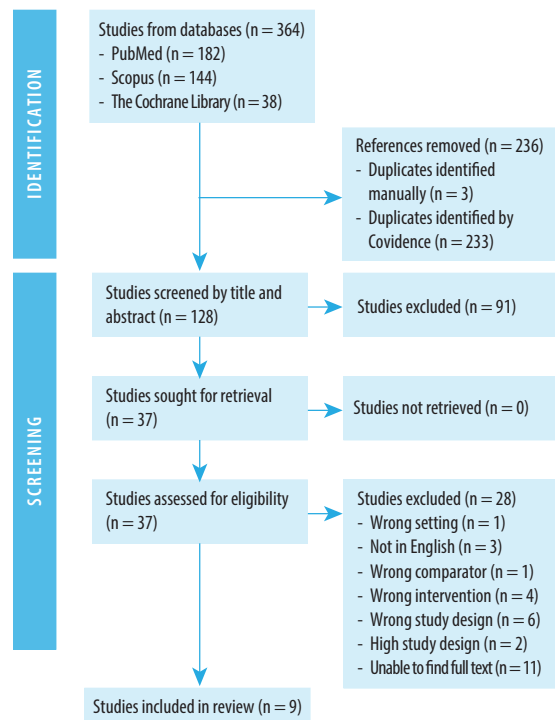 IDENTIFICATION
Studies from databases (n = 364)
- PubMed (n = 182)
- Scopus (n = 144)
- The Cochrane Library (n = 38)
References removed (n = 236)
- Duplicates identified
manually (n = 3)
- Duplicates identified by
Covidence (n = 233)
SCREENING
Studies screened by title and
abstract (n = 128)
Studies excluded (n = 91)
Studies sought for retrieval
(n = 37)
Studies not retrieved (n = 0)
Studies assessed for eligibility
(n = 37)
Studies excluded (n = 28)
- Wrong setting (n = 1)
- Not in English (n = 3)
- Wrong comparator (n = 1)
- Wrong intervention (n = 4)
- Wrong study design (n = 6)
- High study design (n = 2)
- Unable to find full text (n = 11)
Studies included in review (n = 9)